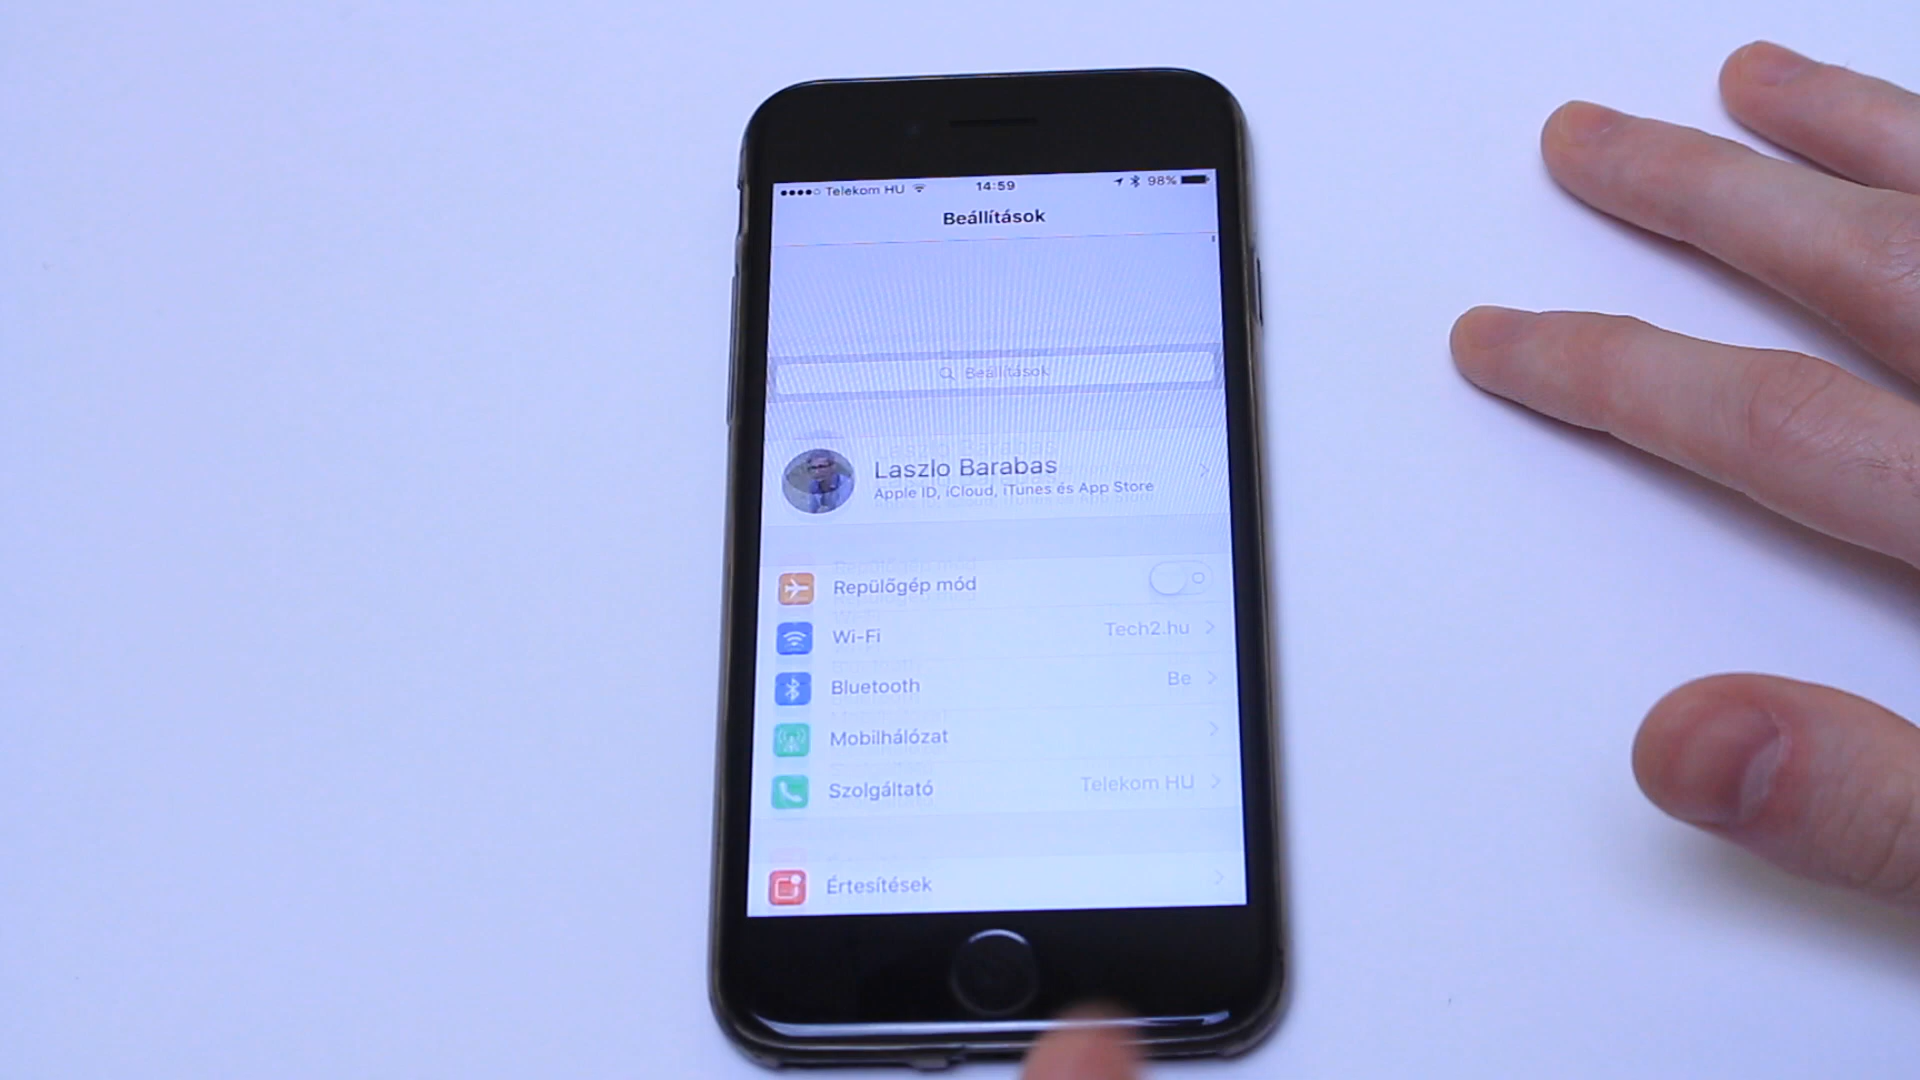 Telekom HU 14:59 98%
Beállítások
Beállítások
Laszlo Barabas
Apple ID, iCloud, iTunes és App Store
Repülőgép mód
Wi-Fi Tech2.hu
Bluetooth Be
Mobilhálózat
Szolgáltató Telekom HU
Értesítések